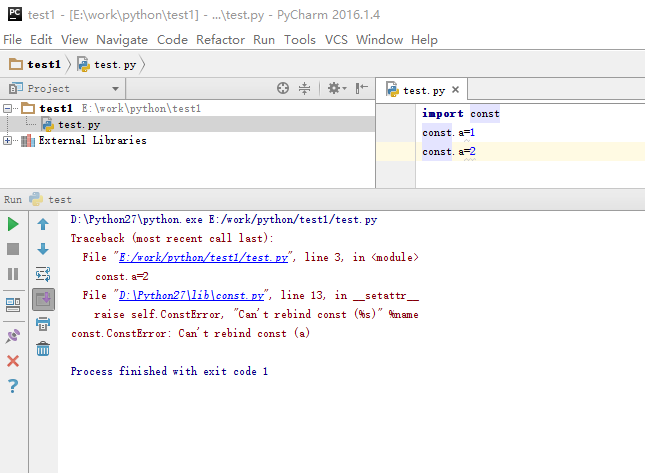 PC test1 - [E:\work\python\test1] - ...\test.py - PyCharm 2016.1.4
File Edit View Navigate Code Refactor Run Tools VCS Window Help
test1 test.py
Project
test.py
test1 E:\work\python\test1
test.py
External Libraries
import const
const.a=1
const.a=2
Run test
D:\Python27\python.exe E:/work/python/test1/test.py
Traceback (most recent call last):
File "E:/work/python/test1/test.py", line 3, in <module>
const.a=2
File "D:\Python27\lib\const.py", line 13, in __setattr__
raise self.ConstError, "Can't rebind const (%s)" %name
const.ConstError: Can't rebind const (a)
Process finished with exit code 1